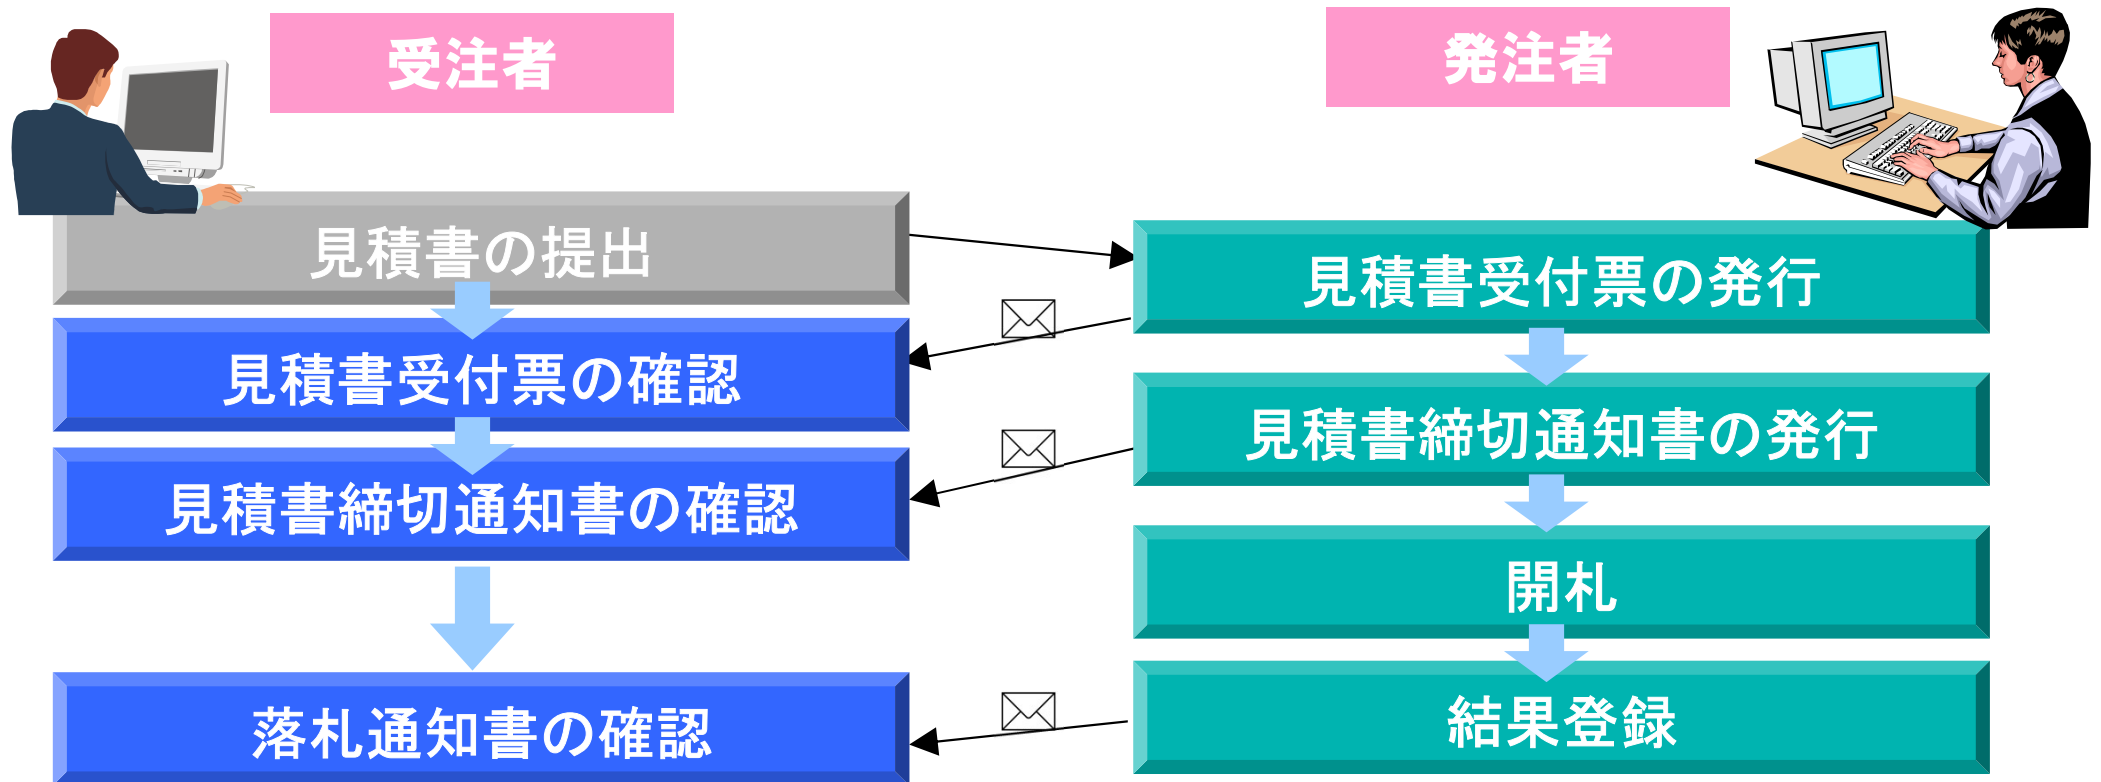 受注者
発注者
見積書の提出
見積書受付票の確認
見積書締切通知書の確認
落札通知書の確認
見積書受付票の発行
見積書締切通知書の発行
開札
結果登録